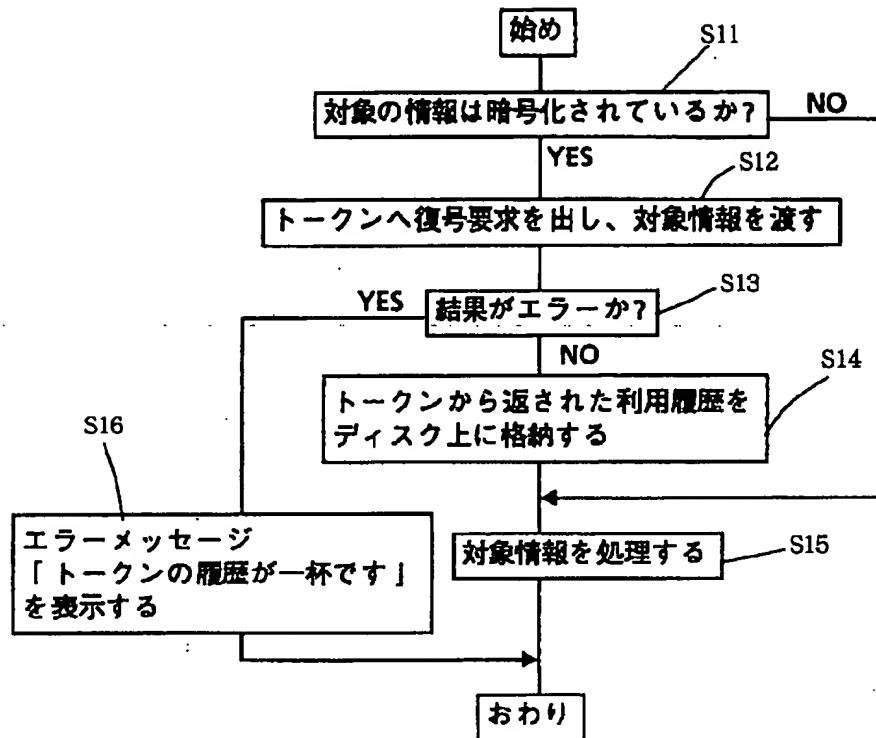 始め
S11
対象の情報は暗号化されているか?
NO
YES
S12
トークンへ復号要求を出し、対象情報を渡す
S13
YES
結果がエラーか?
NO
S14
トークンから返された利用履歴を
ディスク上に格納する
S16
エラーメッセージ
「トークンの履歴が一杯です」
を表示する
対象情報を処理する
S15
おわり